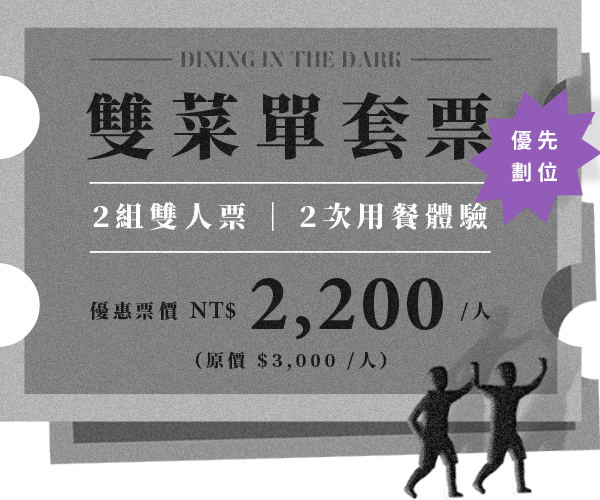 DINING IN THE DARK
雙菜單套票
優先
劃位
2組雙人票｜2次用餐體驗
優惠票價 NT$ 2,200 /人
（原價 $3,000 /人）